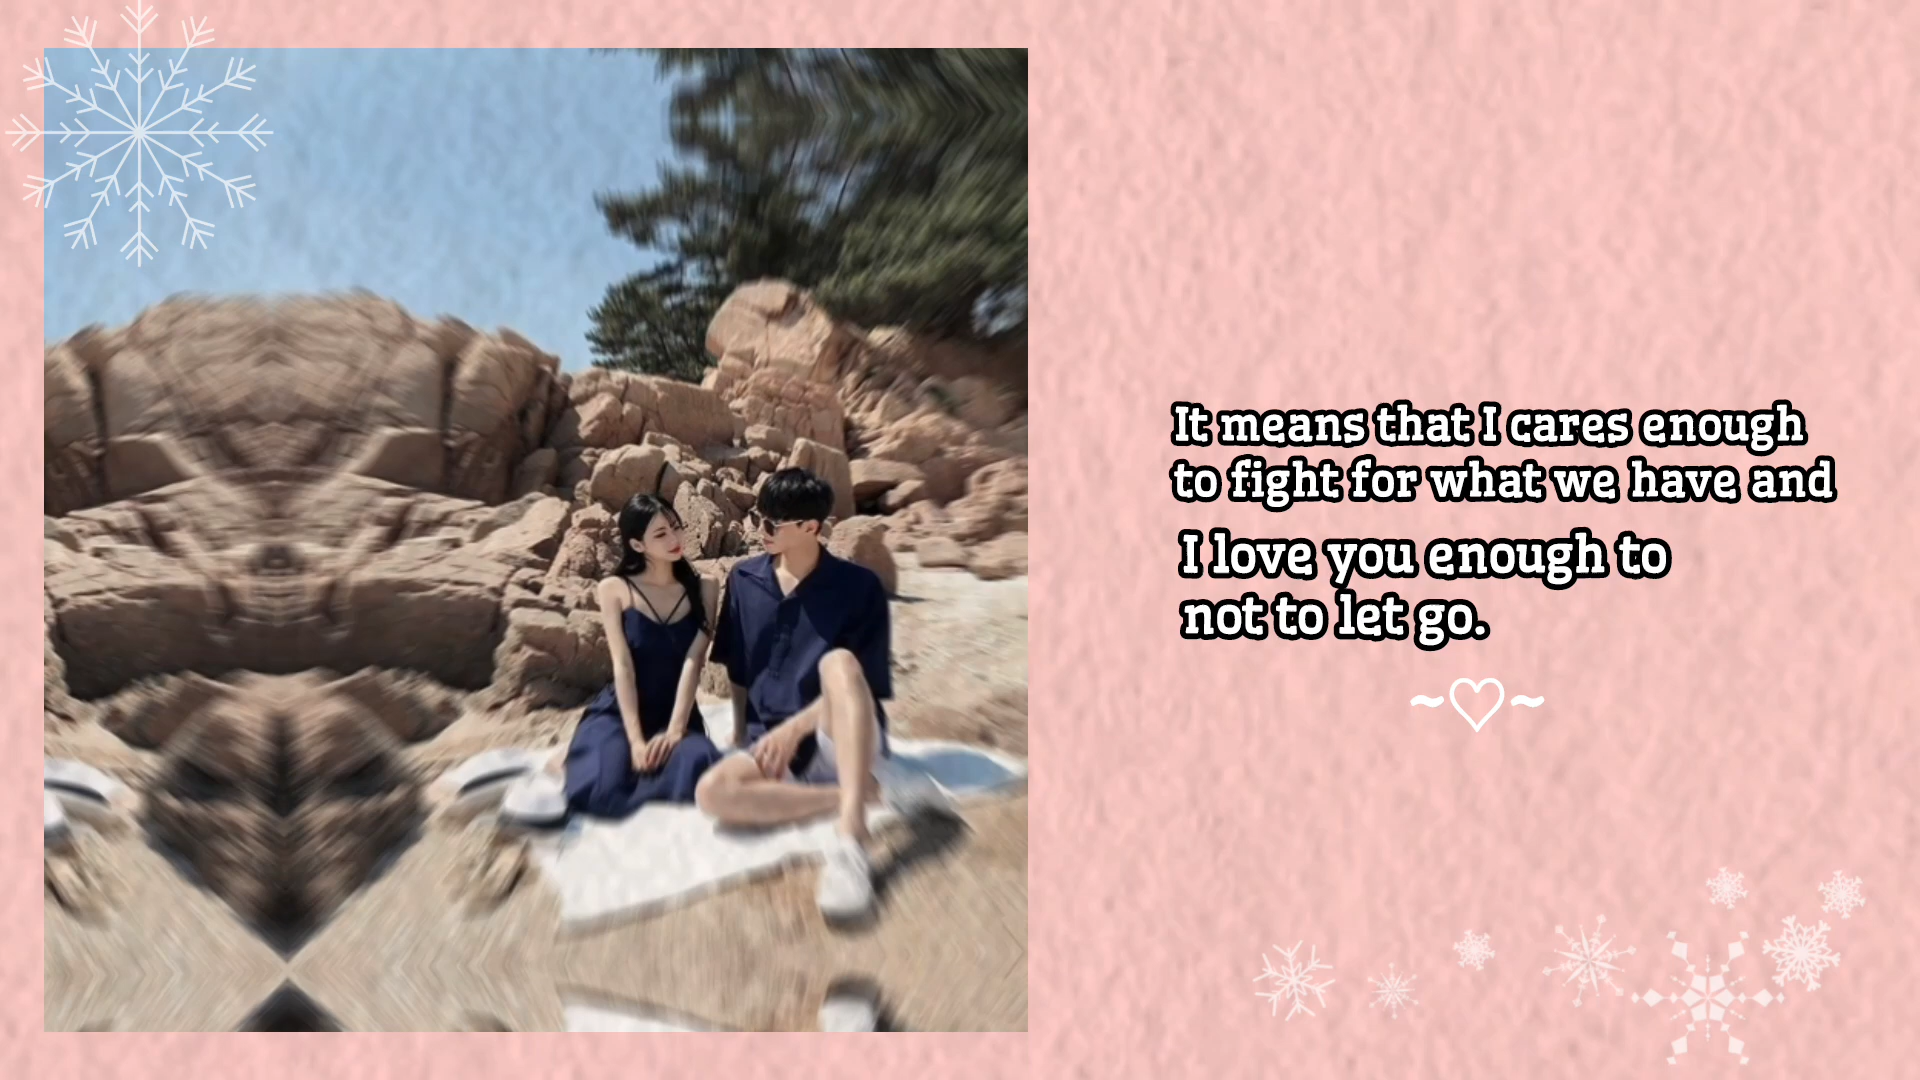 It means that I cares enough
to fight for what we have and
I love you enough to
not to let go.
~♡~